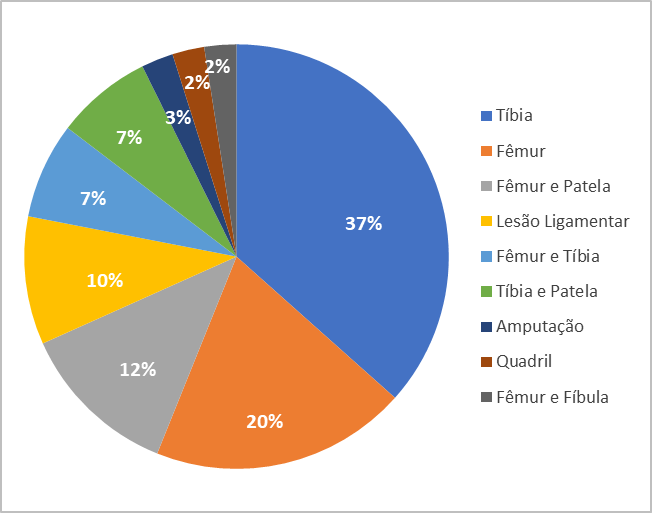 2%
2%
3%
7%
7%
10%
12%
20%
37%
Tíbia
Fêmur
Fêmur e Patela
Lesão Ligamentar
Fêmur e Tíbia
Tíbia e Patela
Amputação
Quadril
Fêmur e Fíbula